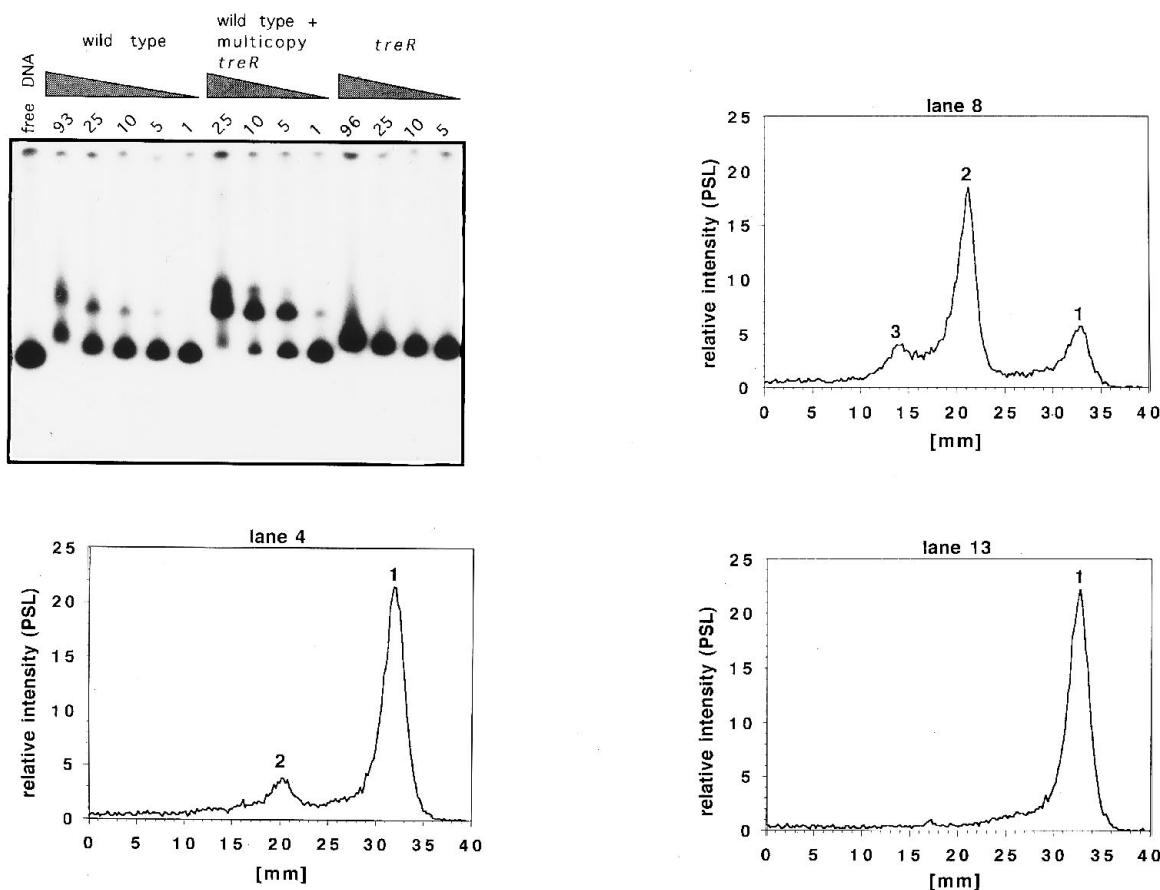 free DNA
wild type
wild type +
multicopy
treR
treR
93 25 10 5 1 25 10 5 1 96 25 10 5
lane 8
relative intensity (PSL)
25
20
15
10
5
0
3
2
1
0 5 10 15 20 25 30 35 40
[mm]
lane 4
relative intensity (PSL)
25
20
15
10
5
0
2
1
0 10 20 30 40
[mm]
lane 13
relative intensity (PSL)
25
20
15
10
5
0
1
0 5 10 15 20 25 30 35 40
[mm]